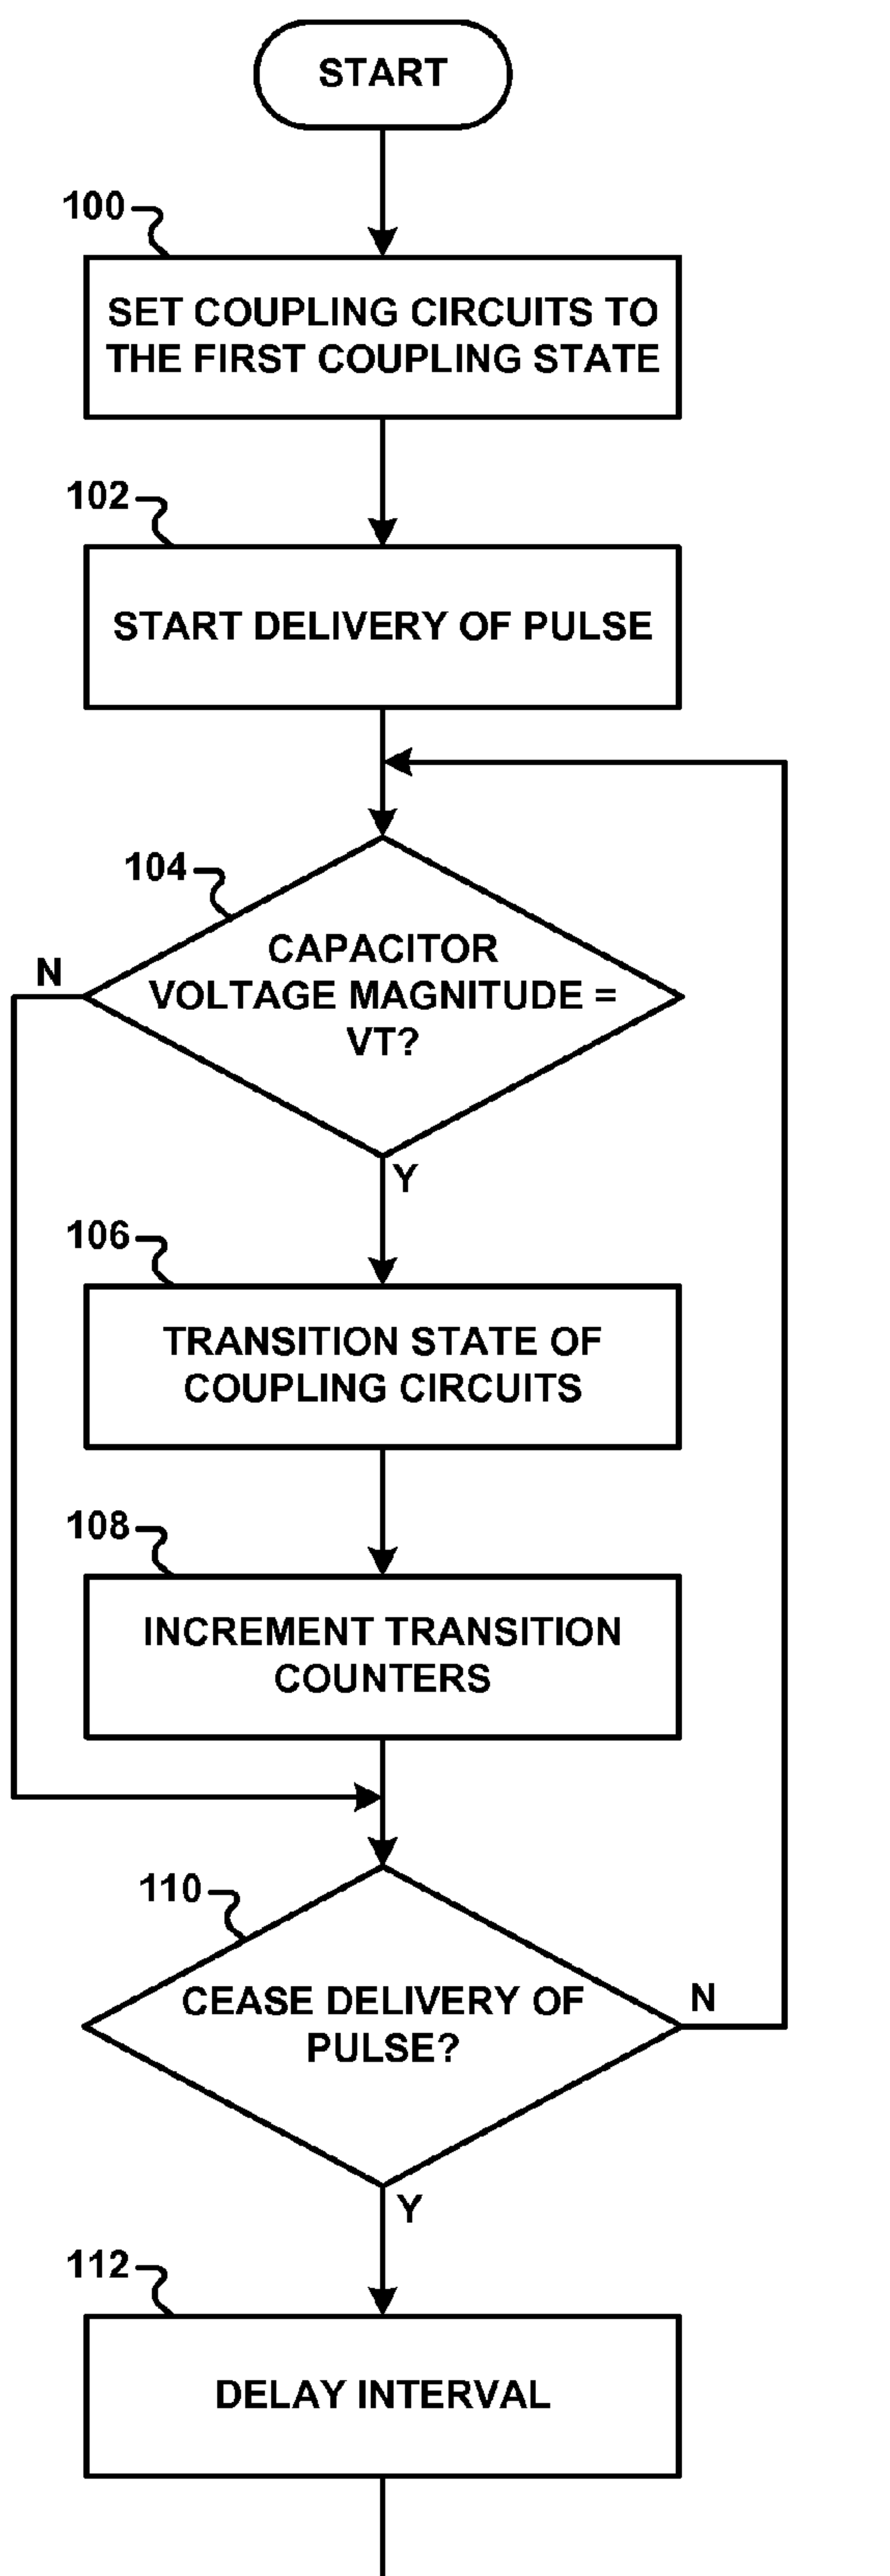 START
100
SET COUPLING CIRCUITS TO
THE FIRST COUPLING STATE
102
START DELIVERY OF PULSE
104
N
CAPACITOR
VOLTAGE MAGNITUDE =
VT?
Y
106
TRANSITION STATE OF
COUPLING CIRCUITS
108
INCREMENT TRANSITION
COUNTERS
110
CEASE DELIVERY OF
PULSE?
N
Y
112
DELAY INTERVAL